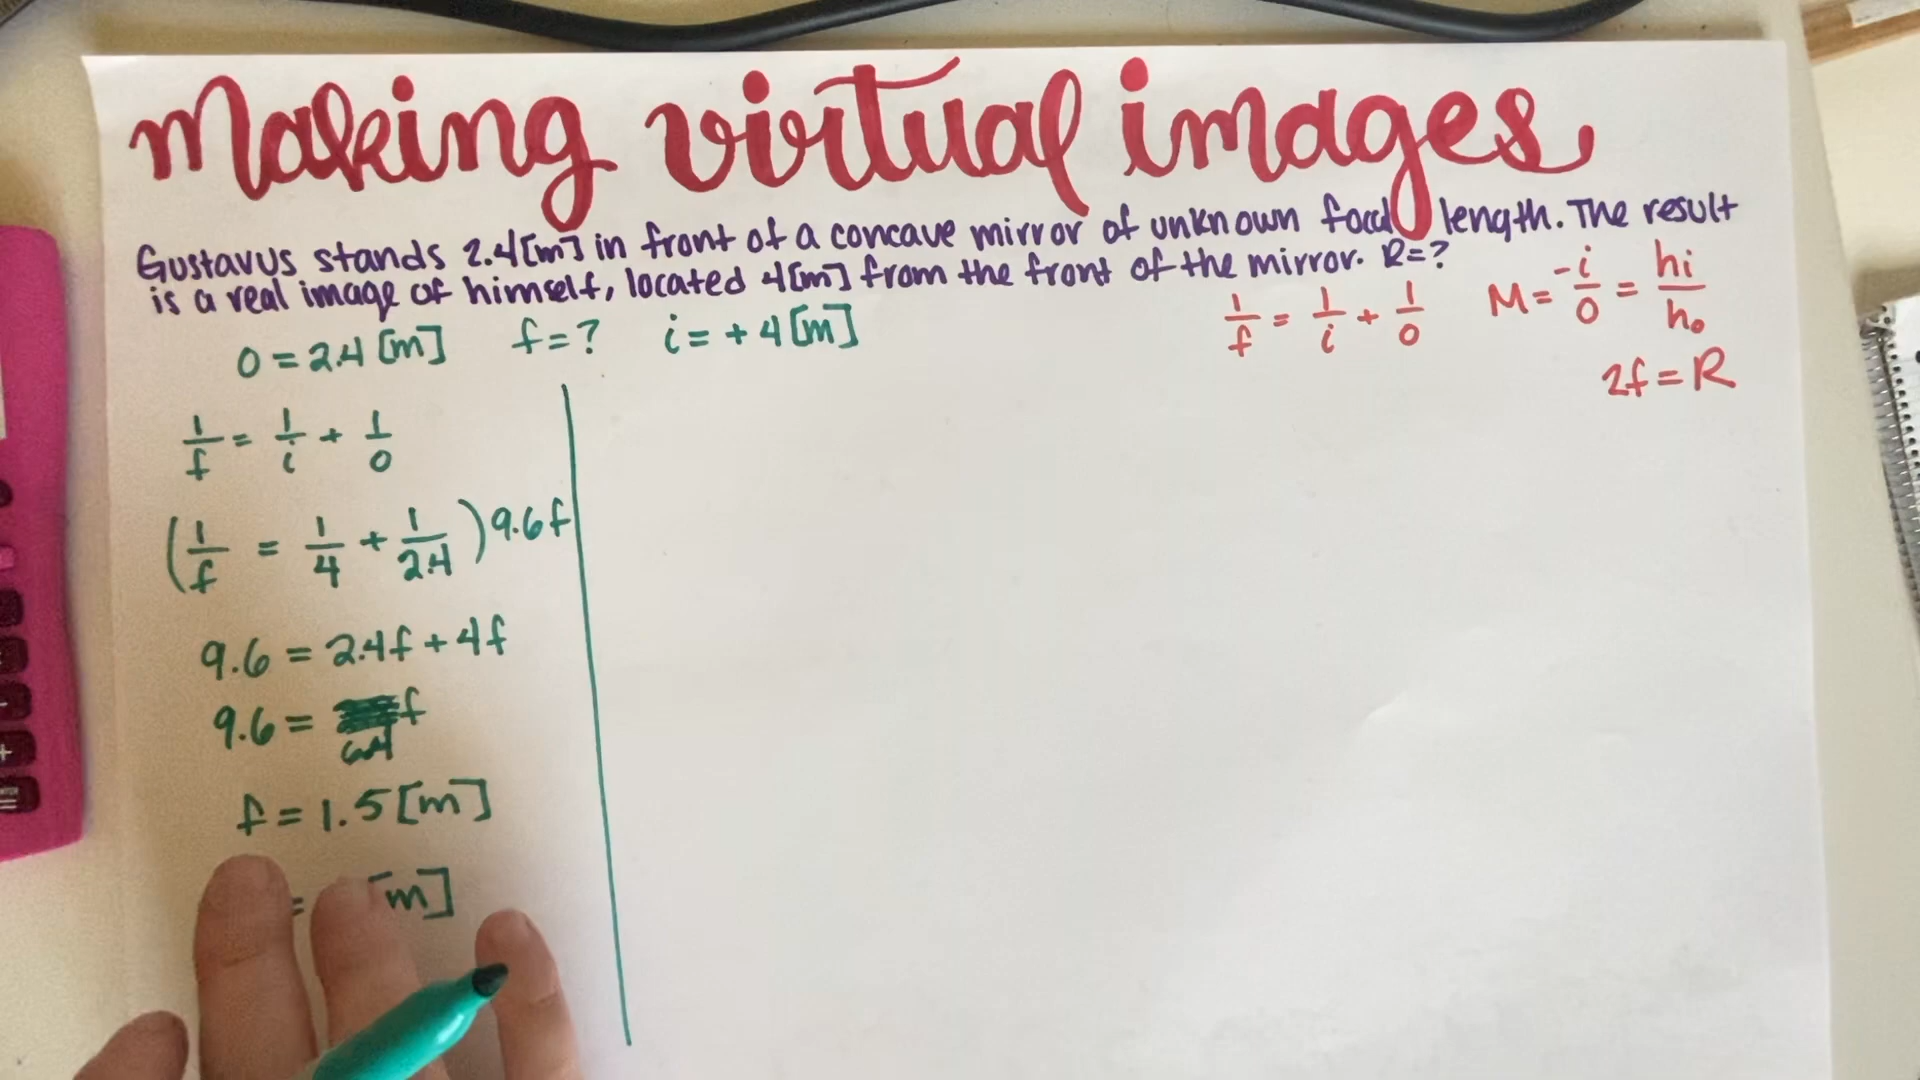 Making virtual images
Gustavus stands 2.4[m] in front of a concave mirror of unknown focal length. The result
is a real image of himself, located 4[m] from the front of the mirror. R=?
o = 2.4 [m] f = ? i = + 4 [m]
1/f = 1/i + 1/o
M = -i/o = hi/ho
2f = R
1/f = 1/i + 1/o
(1/f = 1/4 + 1/2.4) 9.6f
9.6 = 2.4f + 4f
9.6 = 6.4 f
f = 1.5 [m]
= [m]